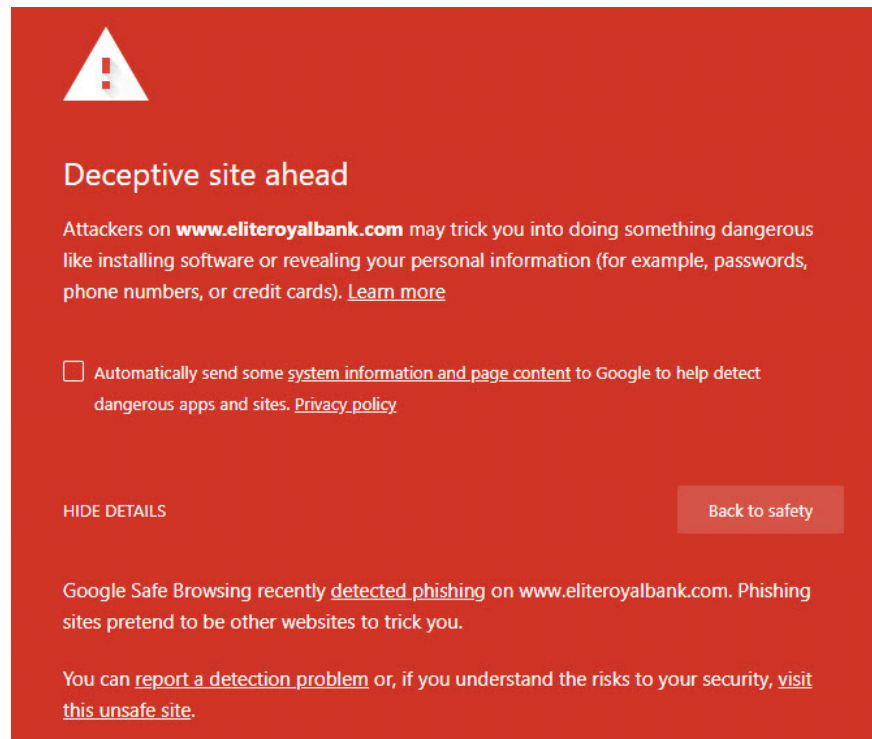 Deceptive site ahead
Attackers on www.eliteroyalbank.com may trick you into doing something dangerous
like installing software or revealing your personal information (for example, passwords,
phone numbers, or credit cards). Learn more
Automatically send some system information and page content to Google to help detect
dangerous apps and sites. Privacy policy
HIDE DETAILS
Back to safety
Google Safe Browsing recently detected phishing on www.eliteroyalbank.com. Phishing
sites pretend to be other websites to trick you.
You can report a detection problem or, if you understand the risks to your security, visit
this unsafe site.